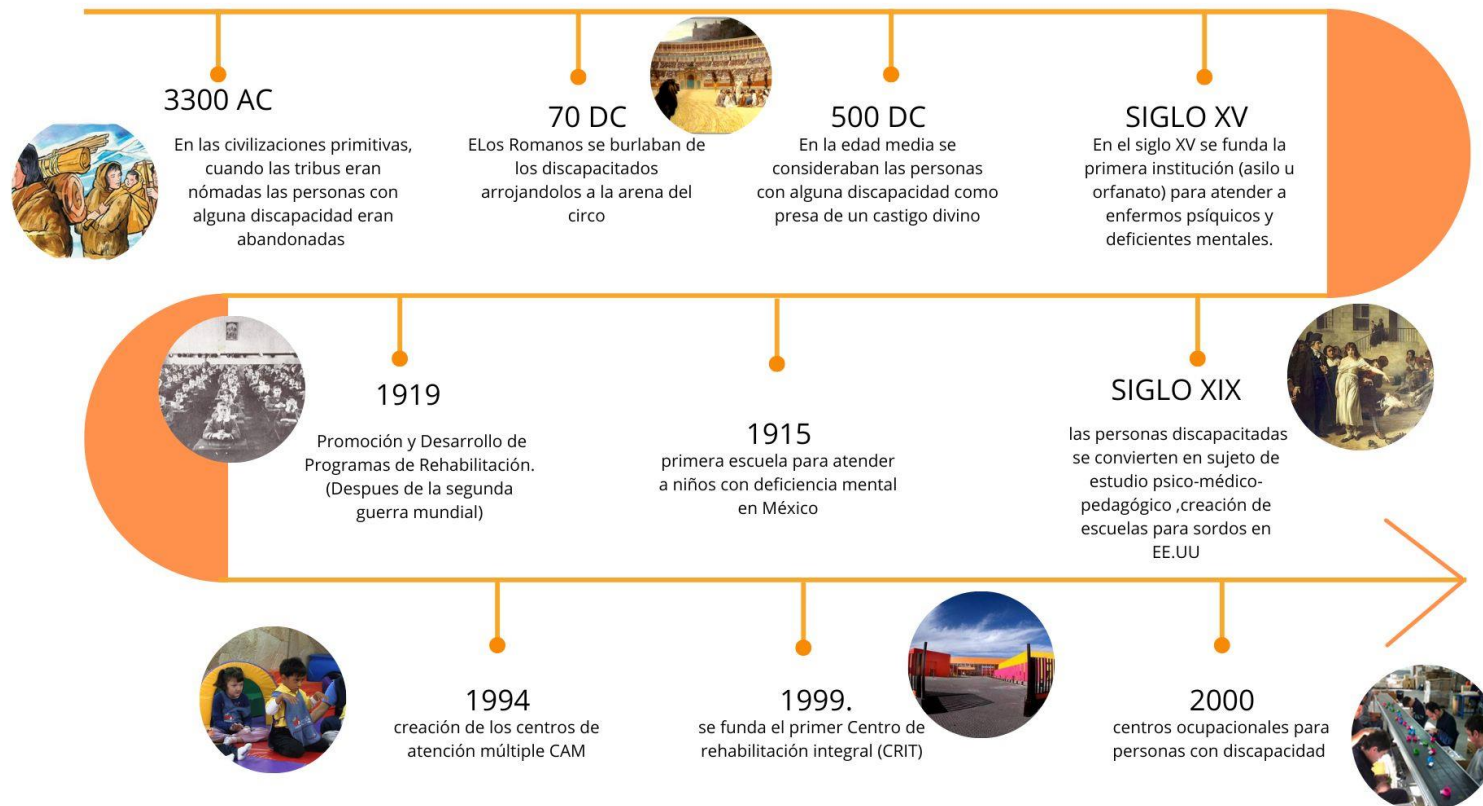 3300 AC
En las civilizaciones primitivas,
cuando las tribus eran
nómadas las personas con
alguna discapacidad eran
abandonadas
70 DC
ELos Romanos se burlaban de
los discapacitados
arrojandolos a la arena del
circo
500 DC
En la edad media se
consideraban las personas
con alguna discapacidad como
presa de un castigo divino
SIGLO XV
En el siglo XV se funda la
primera institución (asilo u
orfanato) para atender a
enfermos psíquicos y
deficientes mentales.
SIGLO XIX
las personas discapacitadas
se convierten en sujeto de
estudio psico-médico-
pedagógico ,creación de
escuelas para sordos en
EE.UU
1915
primera escuela para atender
a niños con deficiencia mental
en México
1919
Promoción y Desarrollo de
Programas de Rehabilitación.
(Despues de la segunda
guerra mundial)
1994
creación de los centros de
atención múltiple CAM
1999.
se funda el primer Centro de
rehabilitación integral (CRIT)
2000
centros ocupacionales para
personas con discapacidad